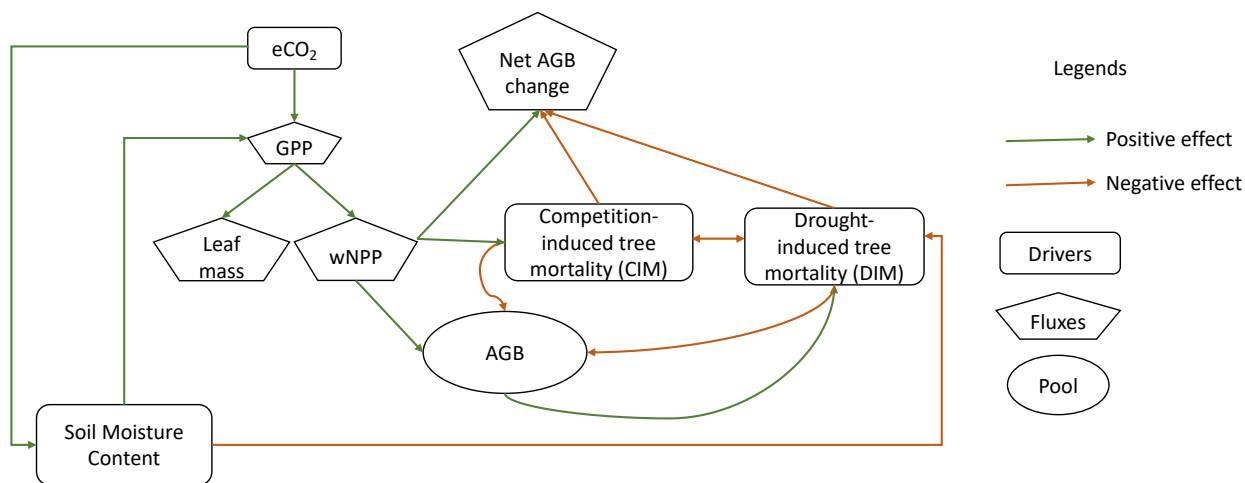 eCO₂
Net AGB
change
Legends
GPP
Positive effect
Negative effect
Leaf
mass
wNPP
Competition-
induced tree
mortality (CIM)
Drought-
induced tree
mortality (DIM)
Drivers
Fluxes
AGB
Pool
Soil Moisture
Content